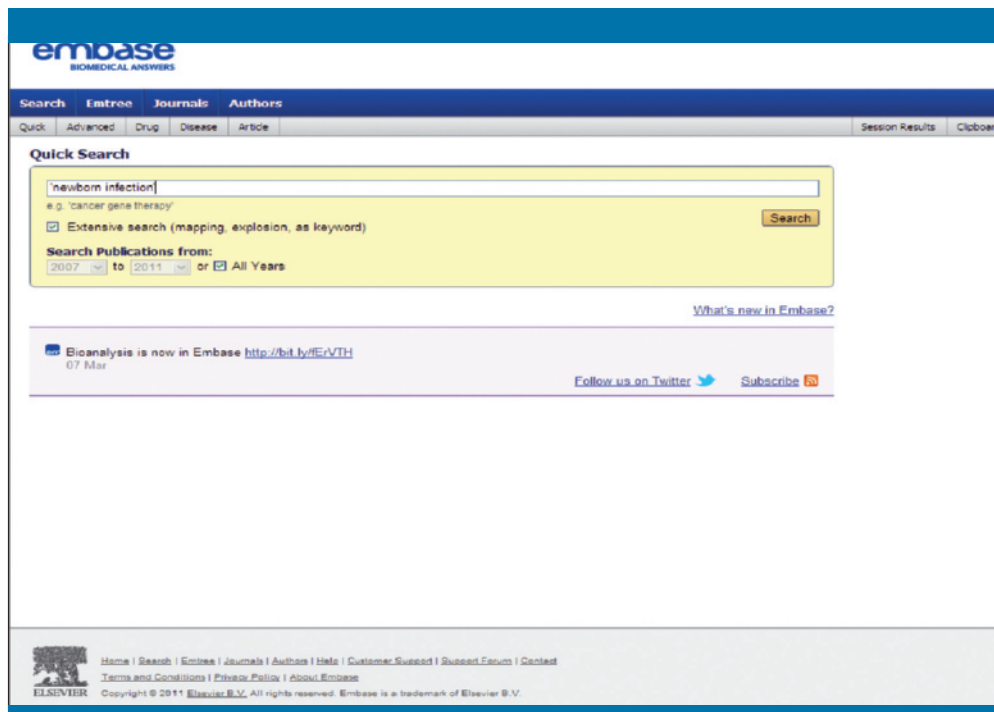 embase
BIOMEDICAL ANSWERS
Search Emtree Journals Authors
Quick Advanced Drug Disease Article Session Results Clipboar
Quick Search
'newborn infection'
e.g. 'cancer gene therapy'
Extensive search (mapping, explosion, as keyword)
Search
Search Publications from:
2007 to 2011 or All Years
What's new in Embase?
Bioanalysis is now in Embase http://bit.ly/fErVTH
07 Mar
Follow us on Twitter Subscribe
Home | Search | Emtree | Journals | Authors | Help | Customer Support | Support Forum | Contact
Terms and Conditions | Privacy Policy | About Embase
ELSEVIER Copyright © 2011 Elsevier B.V. All rights reserved. Embase is a trademark of Elsevier B.V.